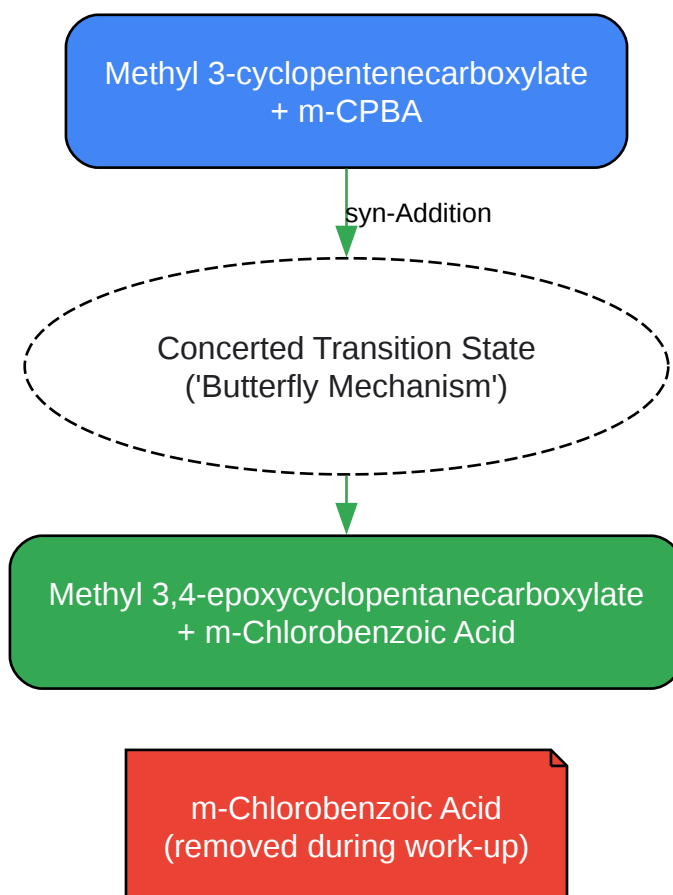 Methyl 3-cyclopentenecarboxylate
+ m-CPBA
syn-Addition
Concerted Transition State
('Butterfly Mechanism')
Methyl 3,4-epoxycyclopentanecarboxylate
+ m-Chlorobenzoic Acid
m-Chlorobenzoic Acid
(removed during work-up)